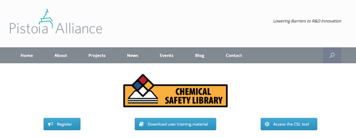 Pistoia Alliance
Lowering Barriers to R&D Innovation
Home About Projects News Events Blog Contact
CHEMICAL
SAFETY LIBRARY
Register Download user training material Access the CSL tool